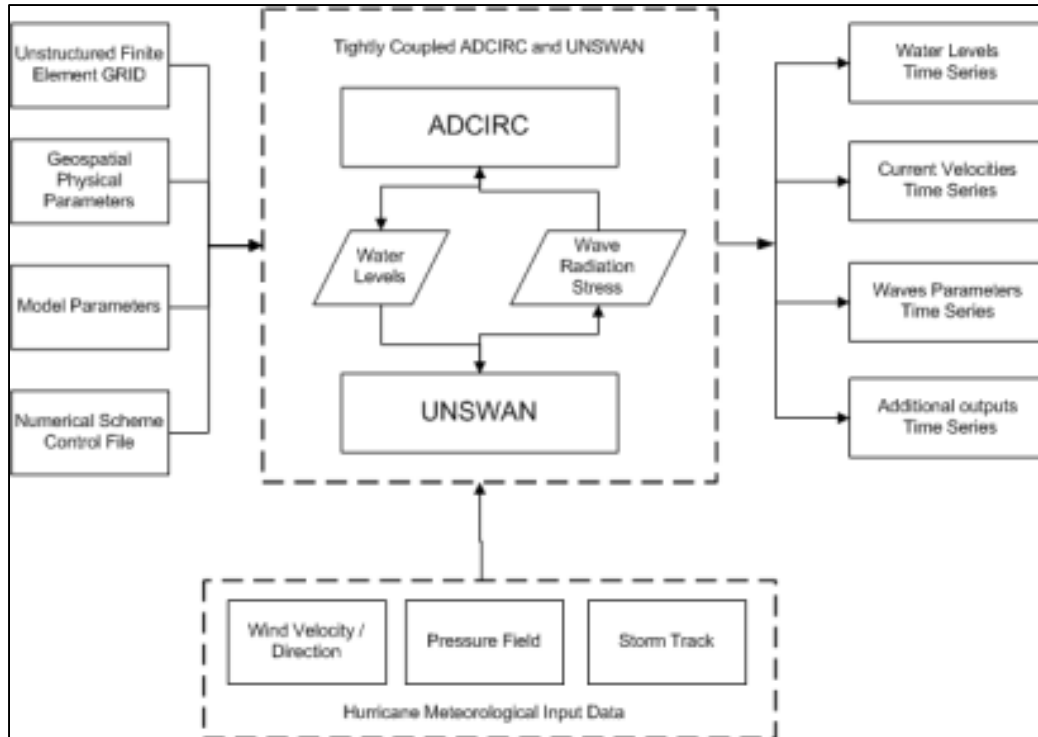 Unstructured Finite
Element GRID
Geospatial
Physical
Parameters
Model Parameters
Numerical Scheme
Control File
Tightly Coupled ADCIRC and UNSWAN
ADCIRC
Water
Levels
Wave
Radiation
Stress
UNSWAN
Water Levels
Time Series
Current Velocities
Time Series
Waves Parameters
Time Series
Additional outputs
Time Series
Wind Velocity /
Direction
Pressure Field
Storm Track
Hurricane Meteorological Input Data